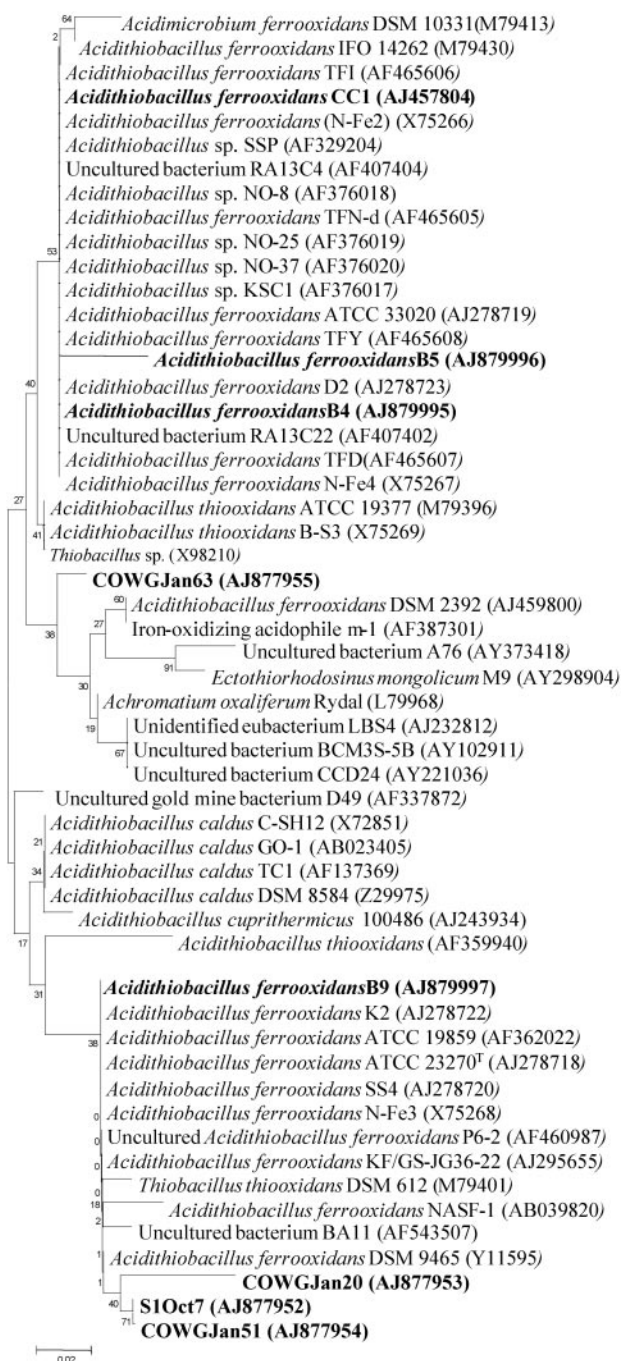 64
Acidimicrobium ferrooxidans DSM 10331(M79413)
2
Acidithiobacillus ferrooxidans IFO 14262 (M79430)
Acidithiobacillus ferrooxidans TFI (AF465606)
Acidithiobacillus ferrooxidans CC1 (AJ457804)
Acidithiobacillus ferrooxidans (N-Fe2) (X75266)
Acidithiobacillus sp. SSP (AF329204)
Uncultured bacterium RA13C4 (AF407404)
Acidithiobacillus sp. NO-8 (AF376018)
Acidithiobacillus ferrooxidans TFN-d (AF465605)
53
Acidithiobacillus sp. NO-25 (AF376019)
Acidithiobacillus sp. NO-37 (AF376020)
Acidithiobacillus sp. KSC1 (AF376017)
Acidithiobacillus ferrooxidans ATCC 33020 (AJ278719)
Acidithiobacillus ferrooxidans TFY (AF465608)
Acidithiobacillus ferrooxidansB5 (AJ879996)
40
Acidithiobacillus ferrooxidans D2 (AJ278723)
Acidithiobacillus ferrooxidansB4 (AJ879995)
Uncultured bacterium RA13C22 (AF407402)
Acidithiobacillus ferrooxidans TFD(AF465607)
Acidithiobacillus ferrooxidans N-Fe4 (X75267)
27
Acidithiobacillus thiooxidans ATCC 19377 (M79396)
41
Acidithiobacillus thiooxidans B-S3 (X75269)
Thiobacillus sp. (X98210)
COWGJan63 (AJ877955)
60
Acidithiobacillus ferrooxidans DSM 2392 (AJ459800)
38
27
Iron-oxidizing acidophile m-1 (AF387301)
Uncultured bacterium A76 (AY373418)
91
Ectothiorhodosinus mongolicum M9 (AY298904)
30
Achromatium oxaliferum Rydal (L79968)
19
Unidentified eubacterium LBS4 (AJ232812)
67
Uncultured bacterium BCM3S-5B (AY102911)
Uncultured bacterium CCD24 (AY221036)
Uncultured gold mine bacterium D49 (AF337872)
Acidithiobacillus caldus C-SH12 (X72851)
21
Acidithiobacillus caldus GO-1 (AB023405)
34
Acidithiobacillus caldus TC1 (AF137369)
Acidithiobacillus caldus DSM 8584 (Z29975)
Acidithiobacillus cuprithermicus 100486 (AJ243934)
17
Acidithiobacillus thiooxidans (AF359940)
31
Acidithiobacillus ferrooxidansB9 (AJ879997)
Acidithiobacillus ferrooxidans K2 (AJ278722)
38
Acidithiobacillus ferrooxidans ATCC 19859 (AF362022)
Acidithiobacillus ferrooxidans ATCC 23270T (AJ278718)
Acidithiobacillus ferrooxidans SS4 (AJ278720)
0
Acidithiobacillus ferrooxidans N-Fe3 (X75268)
0
Uncultured Acidithiobacillus ferrooxidans P6-2 (AF460987)
0
Acidithiobacillus ferrooxidans KF/GS-JG36-22 (AJ295655)
0
Thiobacillus thiooxidans DSM 612 (M79401)
18
Acidithiobacillus ferrooxidans NASF-1 (AB039820)
2
Uncultured bacterium BA11 (AF543507)
1
Acidithiobacillus ferrooxidans DSM 9465 (Y11595)
1
COWGJan20 (AJ877953)
40
S1Oct7 (AJ877952)
71
COWGJan51 (AJ877954)
0.02